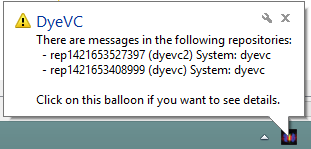 DyeVC
There are messages in the following repositories:
- rep1421653527397 (dyevc2) System: dyevc
- rep1421653408999 (dyevc) System: dyevc
Click on this balloon if you want to see details.